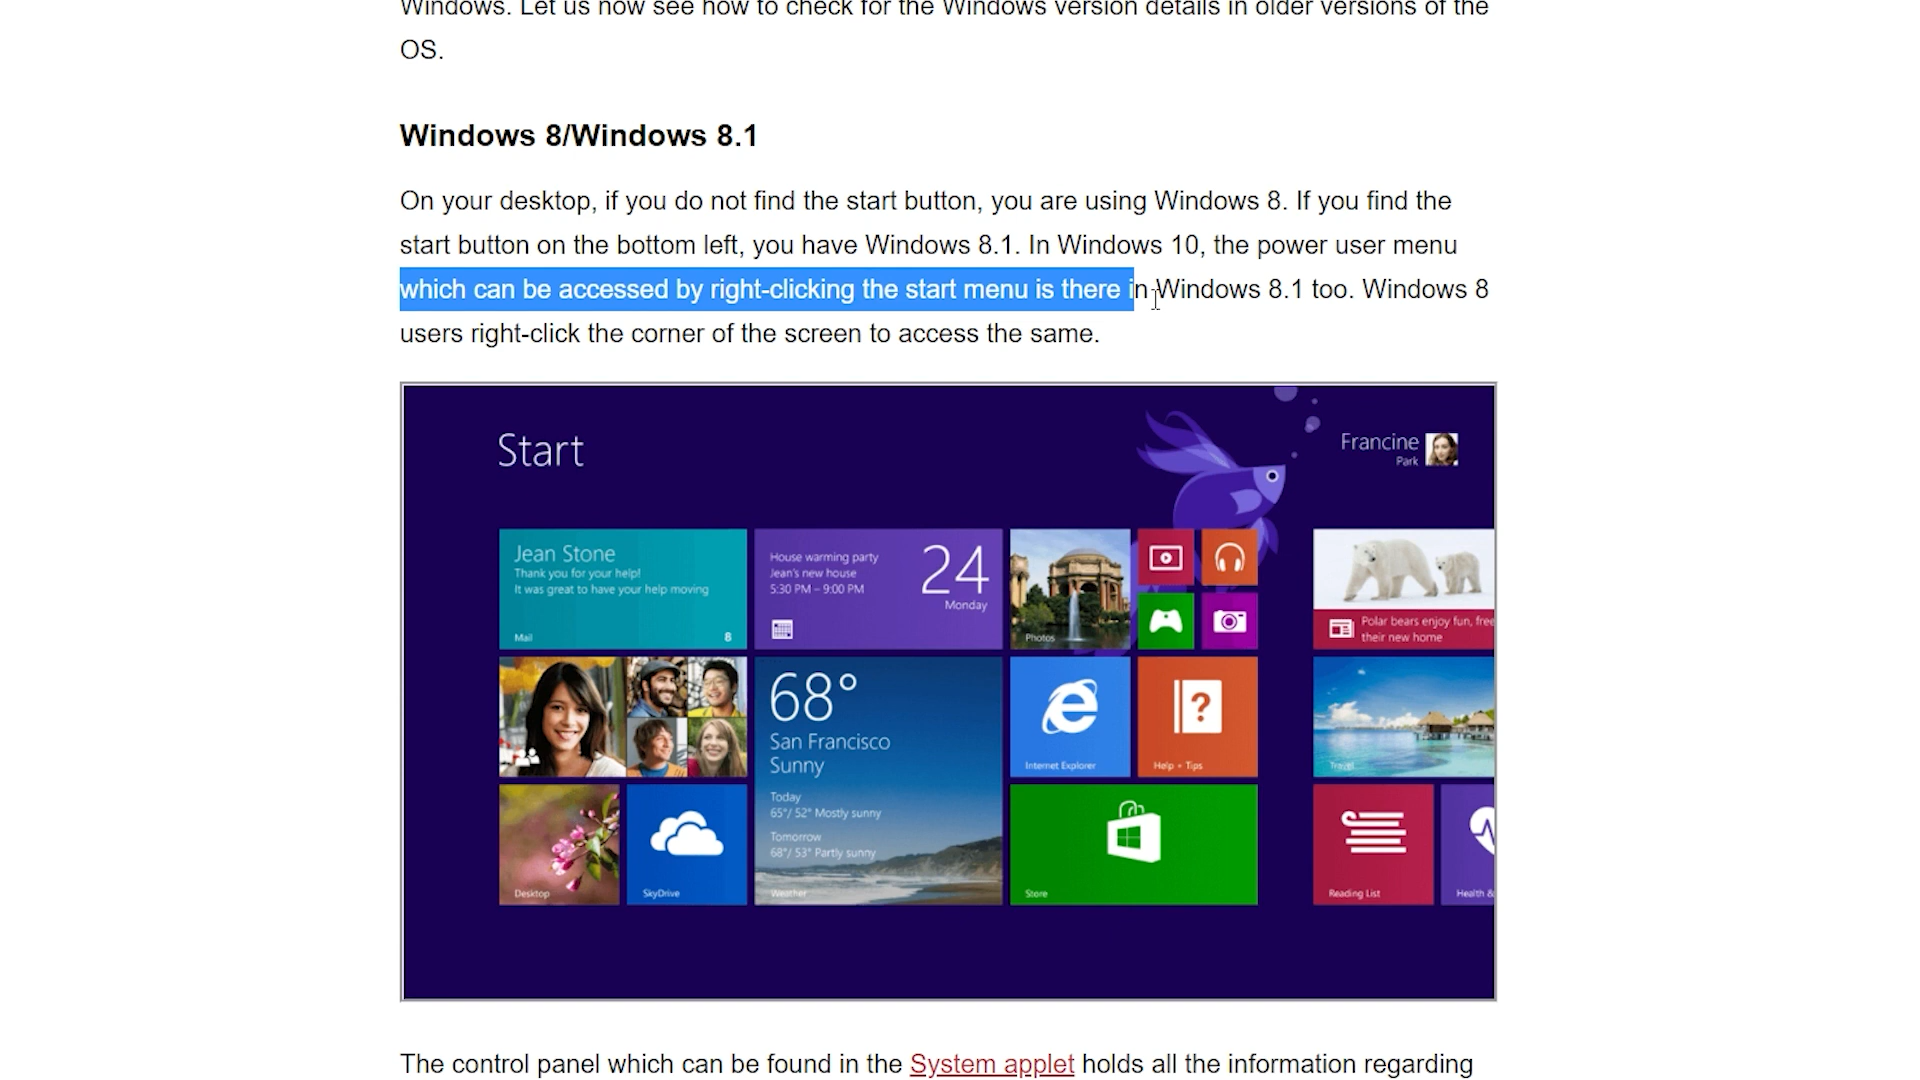 Windows. Let us now see how to check for the Windows version details in older versions of the
OS.
Windows 8/Windows 8.1
On your desktop, if you do not find the start button, you are using Windows 8. If you find the
start button on the bottom left, you have Windows 8.1. In Windows 10, the power user menu
which can be accessed by right-clicking the start menu is there in Windows 8.1 too. Windows 8
users right-click the corner of the screen to access the same.
Start
Francine
Park
Jean Stone
Thank you for your help!
It was great to have your help moving
Mail
8
House warming party
Jean's new house
5:30 PM – 9:00 PM
24
Monday
Photos
Polar bears enjoy fun, free
their new home
68°
San Francisco
Sunny
Today
65°/ 52° Mostly sunny
Tomorrow
68°/ 53° Partly sunny
Weather
Internet Explorer
Help + Tips
Travel
Desktop
SkyDrive
Store
Reading List
Health &
The control panel which can be found in the System applet holds all the information regarding